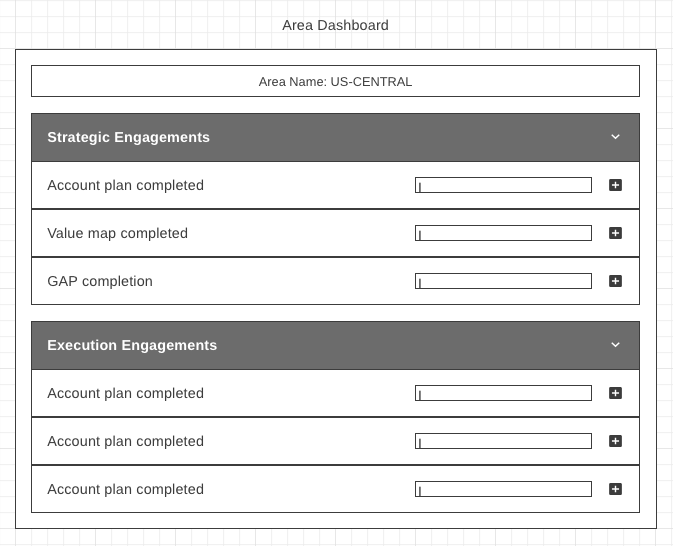 Area Dashboard
Area Name: US-CENTRAL
Strategic Engagements
Account plan completed
Value map completed
GAP completion
Execution Engagements
Account plan completed
Account plan completed
Account plan completed